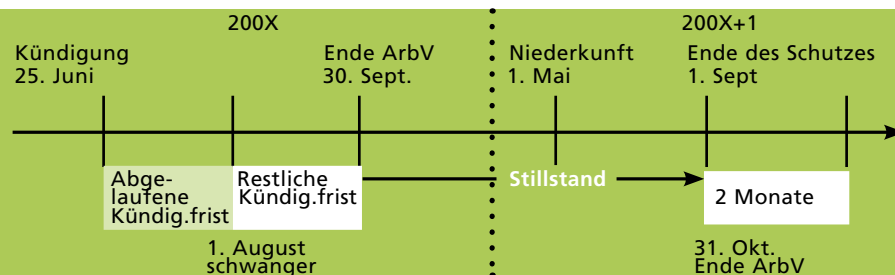 200X
200X+1
Kündigung
25. Juni
Ende ArbV
30. Sept.
Niederkunft
1. Mai
Ende des Schutzes
1. Sept
Abge-
laufene
Kündig.frist
Restliche
Kündig.frist
Stillstand
2 Monate
1. August
schwanger
31. Okt.
Ende ArbV